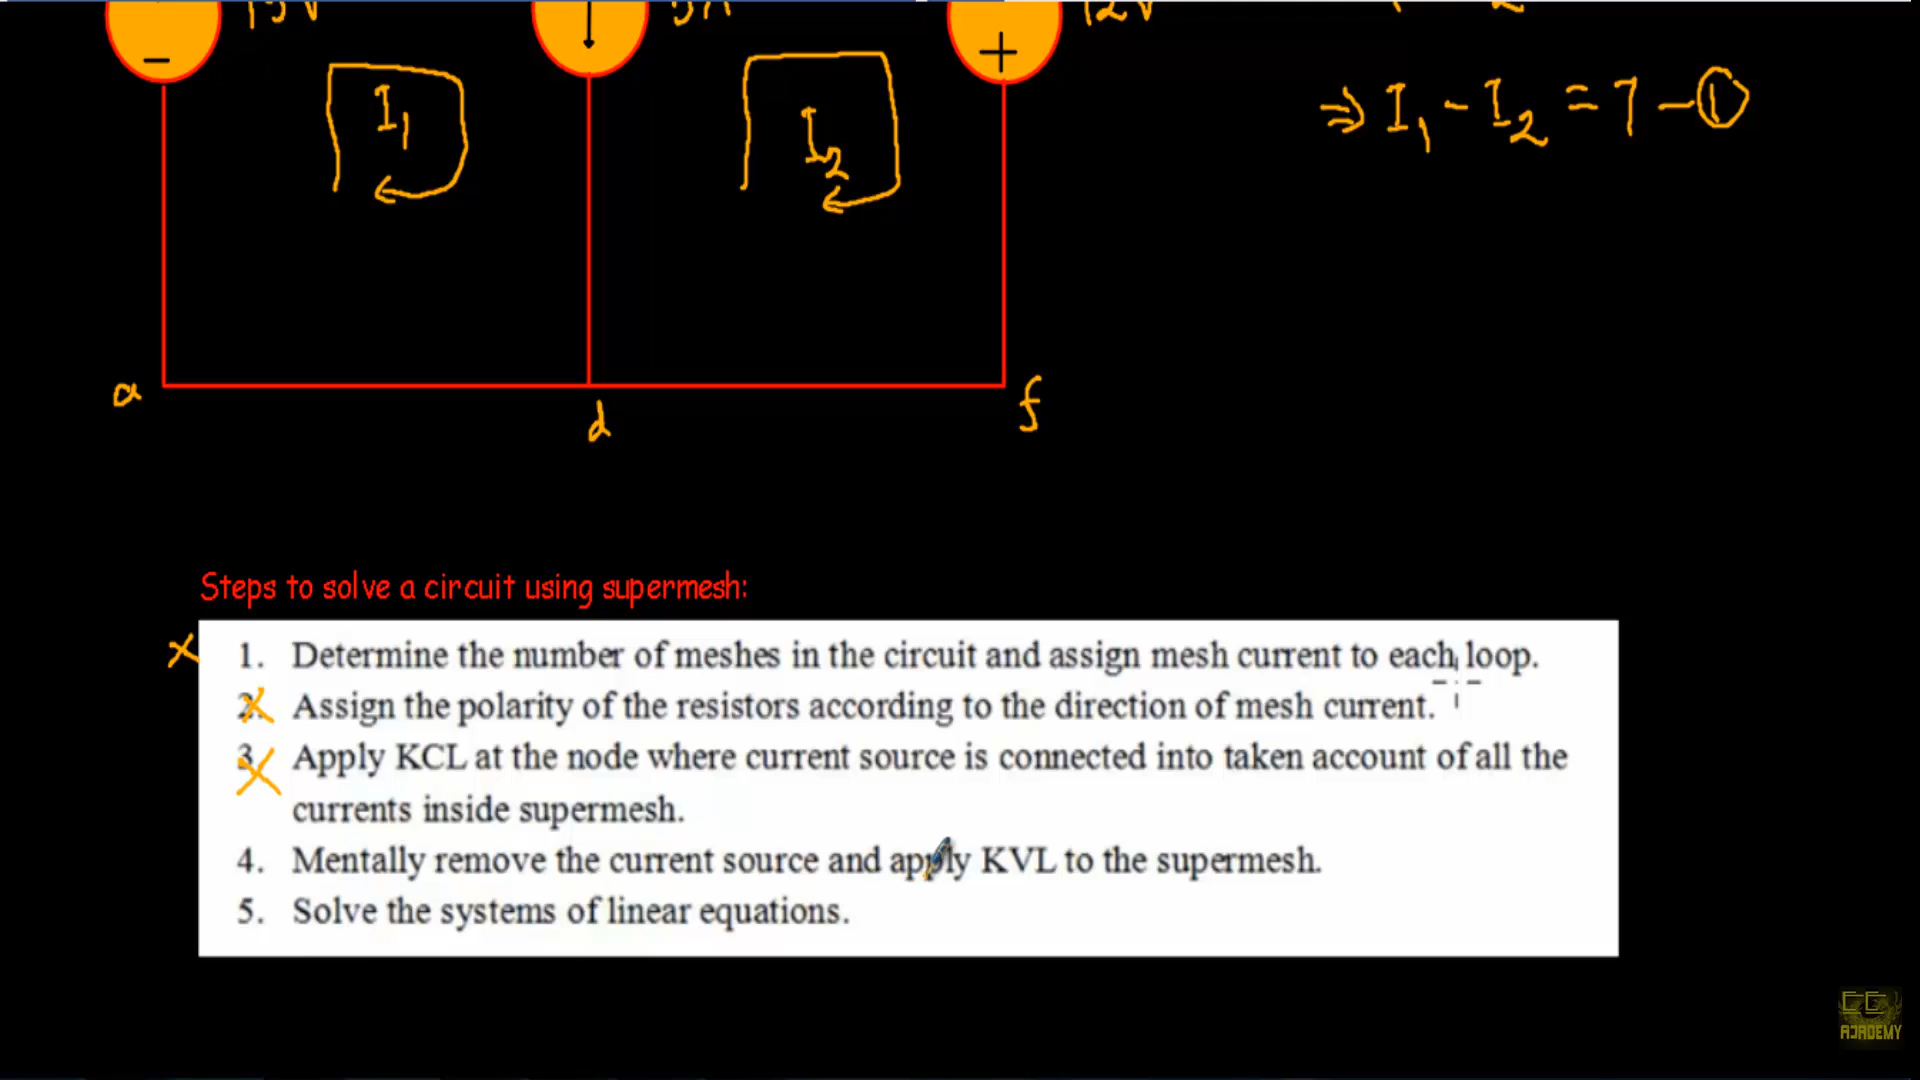 I₁
I₂
⇒ I₁ - I₂ = 7 - ①
a
d
f
Steps to solve a circuit using supermesh:
1. Determine the number of meshes in the circuit and assign mesh current to each loop.
2. Assign the polarity of the resistors according to the direction of mesh current.
3. Apply KCL at the node where current source is connected into taken account of all the
currents inside supermesh.
4. Mentally remove the current source and apply KVL to the supermesh.
5. Solve the systems of linear equations.
EE
ACADEMY